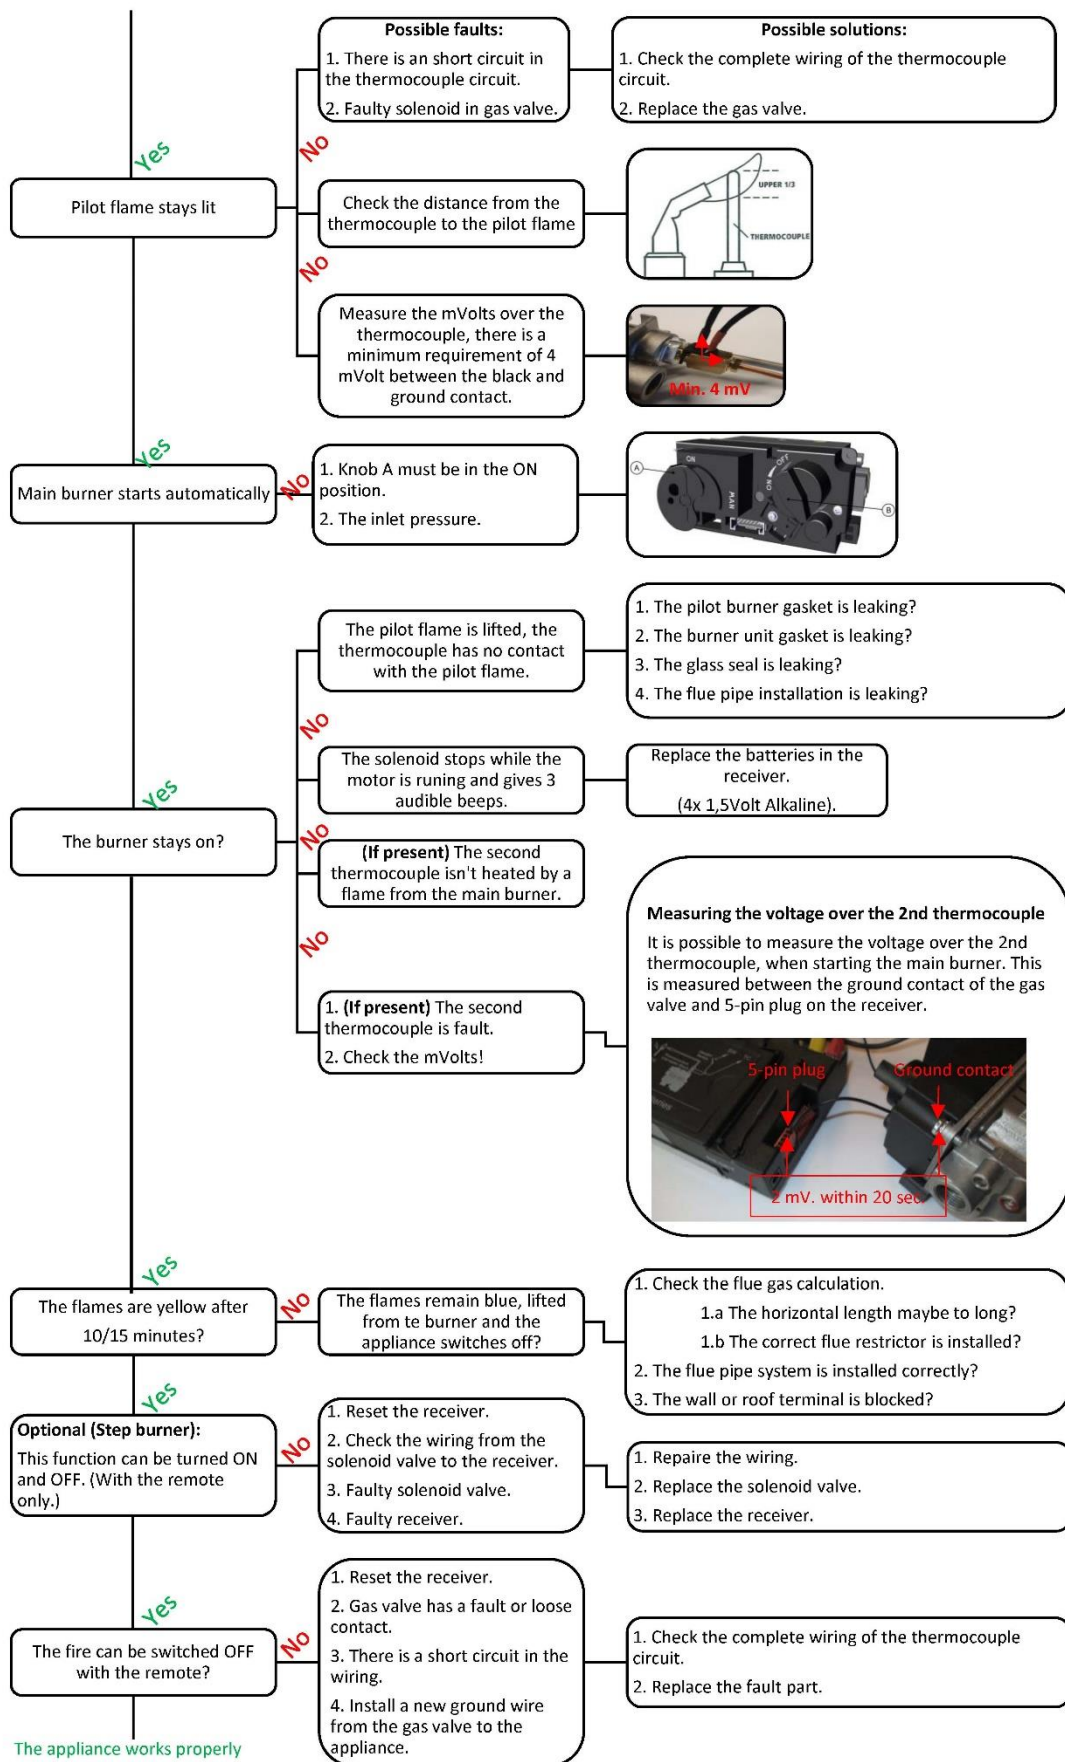 Possible faults:
1. There is an short circuit in
the thermocouple circuit.
2. Faulty solenoid in gas valve.
Possible solutions:
1. Check the complete wiring of the thermocouple
circuit.
2. Replace the gas valve.
Yes
No
Pilot flame stays lit
Check the distance from the
thermocouple to the pilot flame
UPPER 1/3
THERMOCOUPLE
No
Measure the mVolts over the
thermocouple, there is a
minimum requirement of 4
mVolt between the black and
ground contact.
Min. 4 mV
Yes
Main burner starts automatically
No
1. Knob A must be in the ON
position.
2. The inlet pressure.
A
ON
MAN
OFF
ON
B
The pilot flame is lifted, the
thermocouple has no contact
with the pilot flame.
1. The pilot burner gasket is leaking?
2. The burner unit gasket is leaking?
3. The glass seal is leaking?
4. The flue pipe installation is leaking?
No
Yes
The solenoid stops while the
motor is runing and gives 3
audible beeps.
Replace the batteries in the
receiver.
(4x 1,5Volt Alkaline).
The burner stays on?
No
(If present) The second
thermocouple isn't heated by a
flame from the main burner.
No
1. (If present) The second
thermocouple is fault.
2. Check the mVolts!
Measuring the voltage over the 2nd thermocouple
It is possible to measure the voltage over the 2nd
thermocouple, when starting the main burner. This
is measured between the ground contact of the gas
valve and 5-pin plug on the receiver.
5-pin plug
Ground contact
2 mV. within 20 sec
Yes
The flames are yellow after
10/15 minutes?
No
The flames remain blue, lifted
from te burner and the
appliance switches off?
1. Check the flue gas calculation.
1.a The horizontal length maybe to long?
1.b The correct flue restrictor is installed?
2. The flue pipe system is installed correctly?
3. The wall or roof terminal is blocked?
Yes
Optional (Step burner):
This function can be turned ON
and OFF. (With the remote
only.)
No
1. Reset the receiver.
2. Check the wiring from the
solenoid valve to the receiver.
3. Faulty solenoid valve.
4. Faulty receiver.
1. Repaire the wiring.
2. Replace the solenoid valve.
3. Replace the receiver.
Yes
The fire can be switched OFF
with the remote?
No
1. Reset the receiver.
2. Gas valve has a fault or loose
contact.
3. There is a short circuit in the
wiring.
4. Install a new ground wire
from the gas valve to the
appliance.
1. Check the complete wiring of the thermocouple
circuit.
2. Replace the fault part.
The appliance works properly